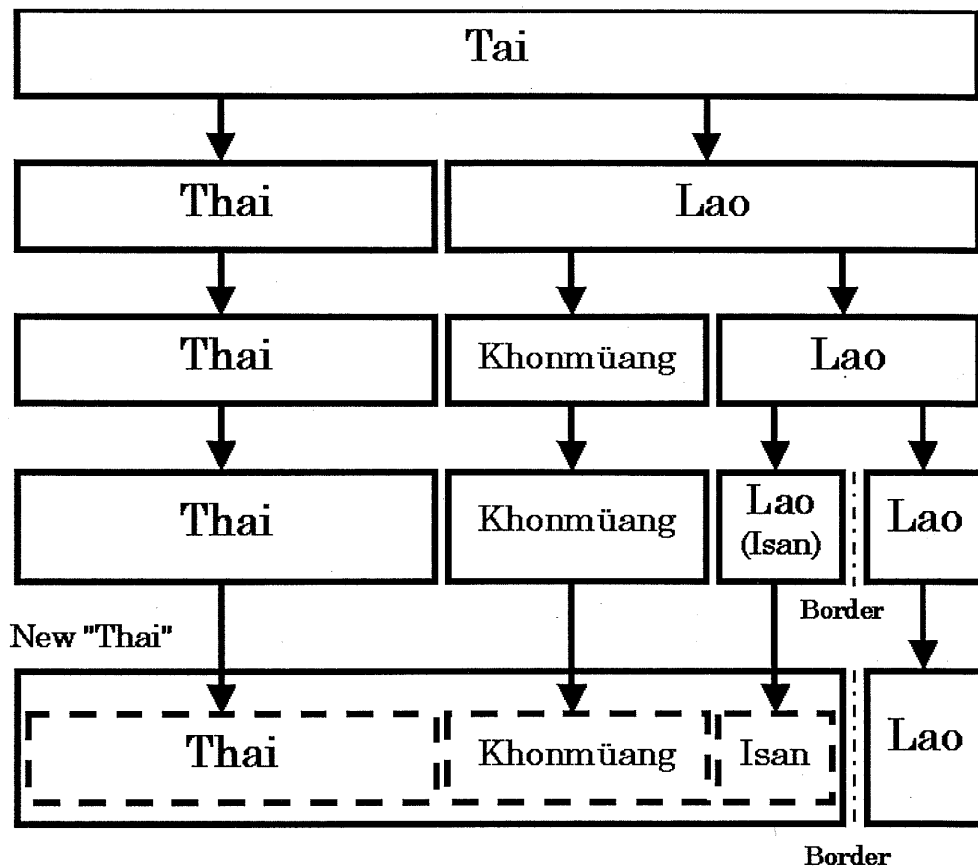 Tai
Thai
Lao
Thai
Khonmüang
Lao
Thai
Khonmüang
Lao
(Isan)
Lao
Border
New "Thai"
Thai
Khonmüang
Isan
Lao
Border